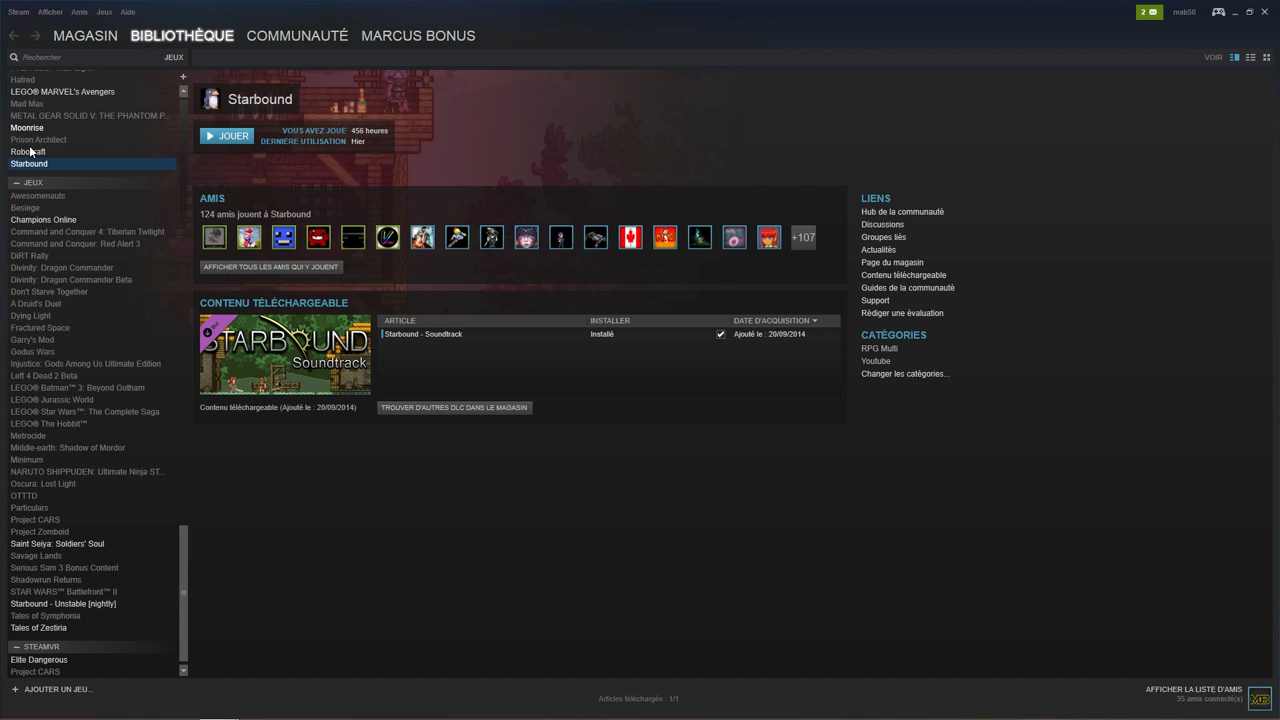 Steam Afficher Amis Jeux Aide
2 mab50
MAGASIN BIBLIOTHÈQUE COMMUNAUTÉ MARCUS BONUS
Rechercher JEUX
VOIR
Hatred
LEGO® MARVEL's Avengers
Mad Max
METAL GEAR SOLID V: THE PHANTOM P...
Moonrise
Prison Architect
Robocraft
Starbound
– JEUX
Awesomenauts
Besiege
Champions Online
Command and Conquer 4: Tiberian Twilight
Command and Conquer: Red Alert 3
DiRT Rally
Divinity: Dragon Commander
Divinity: Dragon Commander Beta
Don't Starve Together
A Druid's Duel
Dying Light
Fractured Space
Garry's Mod
Godus Wars
Injustice: Gods Among Us Ultimate Edition
Left 4 Dead 2 Beta
LEGO® Batman™ 3: Beyond Gotham
LEGO® Jurassic World
LEGO® Star Wars™: The Complete Saga
LEGO® The Hobbit™
Metrocide
Middle-earth: Shadow of Mordor
Minimum
NARUTO SHIPPUDEN: Ultimate Ninja ST...
Oscura: Lost Light
OTTTD
Particulars
Project CARS
Project Zomboid
Saint Seiya: Soldiers' Soul
Savage Lands
Serious Sam 3 Bonus Content
Shadowrun Returns
STAR WARS™ Battlefront™ II
Starbound - Unstable [nightly]
Tales of Symphonia
Tales of Zestiria
– STEAMVR
Elite Dangerous
Project CARS
+ AJOUTER UN JEU...
Starbound
JOUER
VOUS AVEZ JOUÉ 456 heures
DERNIÈRE UTILISATION Hier
AMIS
124 amis jouent à Starbound
+107
AFFICHER TOUS LES AMIS QUI Y JOUENT
CONTENU TÉLÉCHARGEABLE
STARBOUND
Soundtrack
ARTICLE INSTALLER DATE D'ACQUISITION
Starbound - Soundtrack Installé Ajouté le : 20/09/2014
Contenu téléchargeable (Ajouté le : 20/09/2014)
TROUVER D'AUTRES DLC DANS LE MAGASIN
LIENS
Hub de la communauté
Discussions
Groupes liés
Actualités
Page du magasin
Contenu téléchargeable
Guides de la communauté
Support
Rédiger une évaluation
CATÉGORIES
RPG Multi
Youtube
Changer les catégories...
Articles téléchargés : 1/1
AFFICHER LA LISTE D'AMIS
35 amis connecté(s)
MB